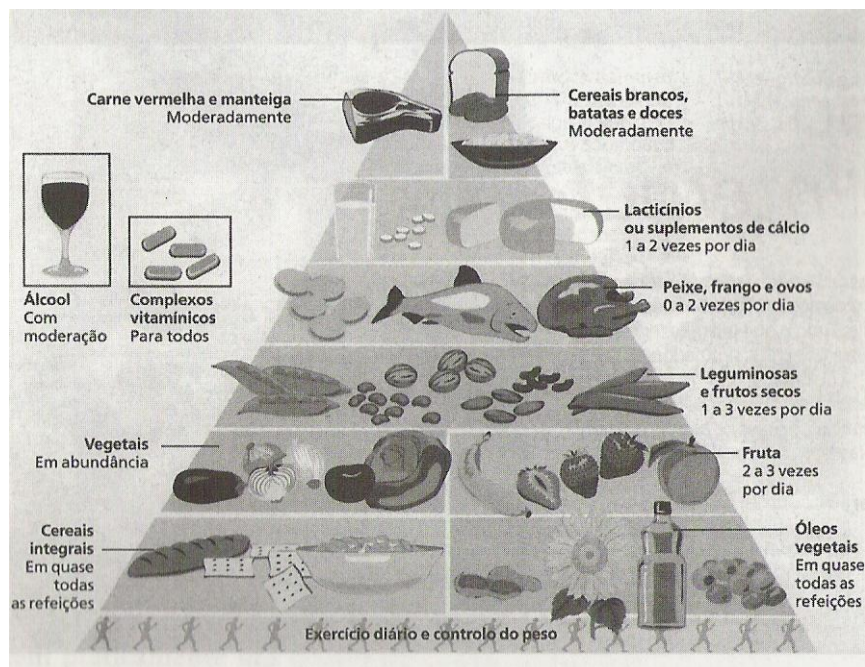 Carne vermelha e manteiga
Moderadamente
Cereais brancos,
batatas e doces
Moderadamente
Álcool
Com
moderação
Complexos
vitamínicos
Para todos
Lacticínios
ou suplementos de cálcio
1 a 2 vezes por dia
Peixe, frango e ovos
0 a 2 vezes por dia
Leguminosas
e frutos secos
1 a 3 vezes por dia
Vegetais
Em abundância
Fruta
2 a 3 vezes
por dia
Cereais
integrais
Em quase
todas
as refeições
Óleos
vegetais
Em quase
todas as
refeições
Exercício diário e controlo do peso